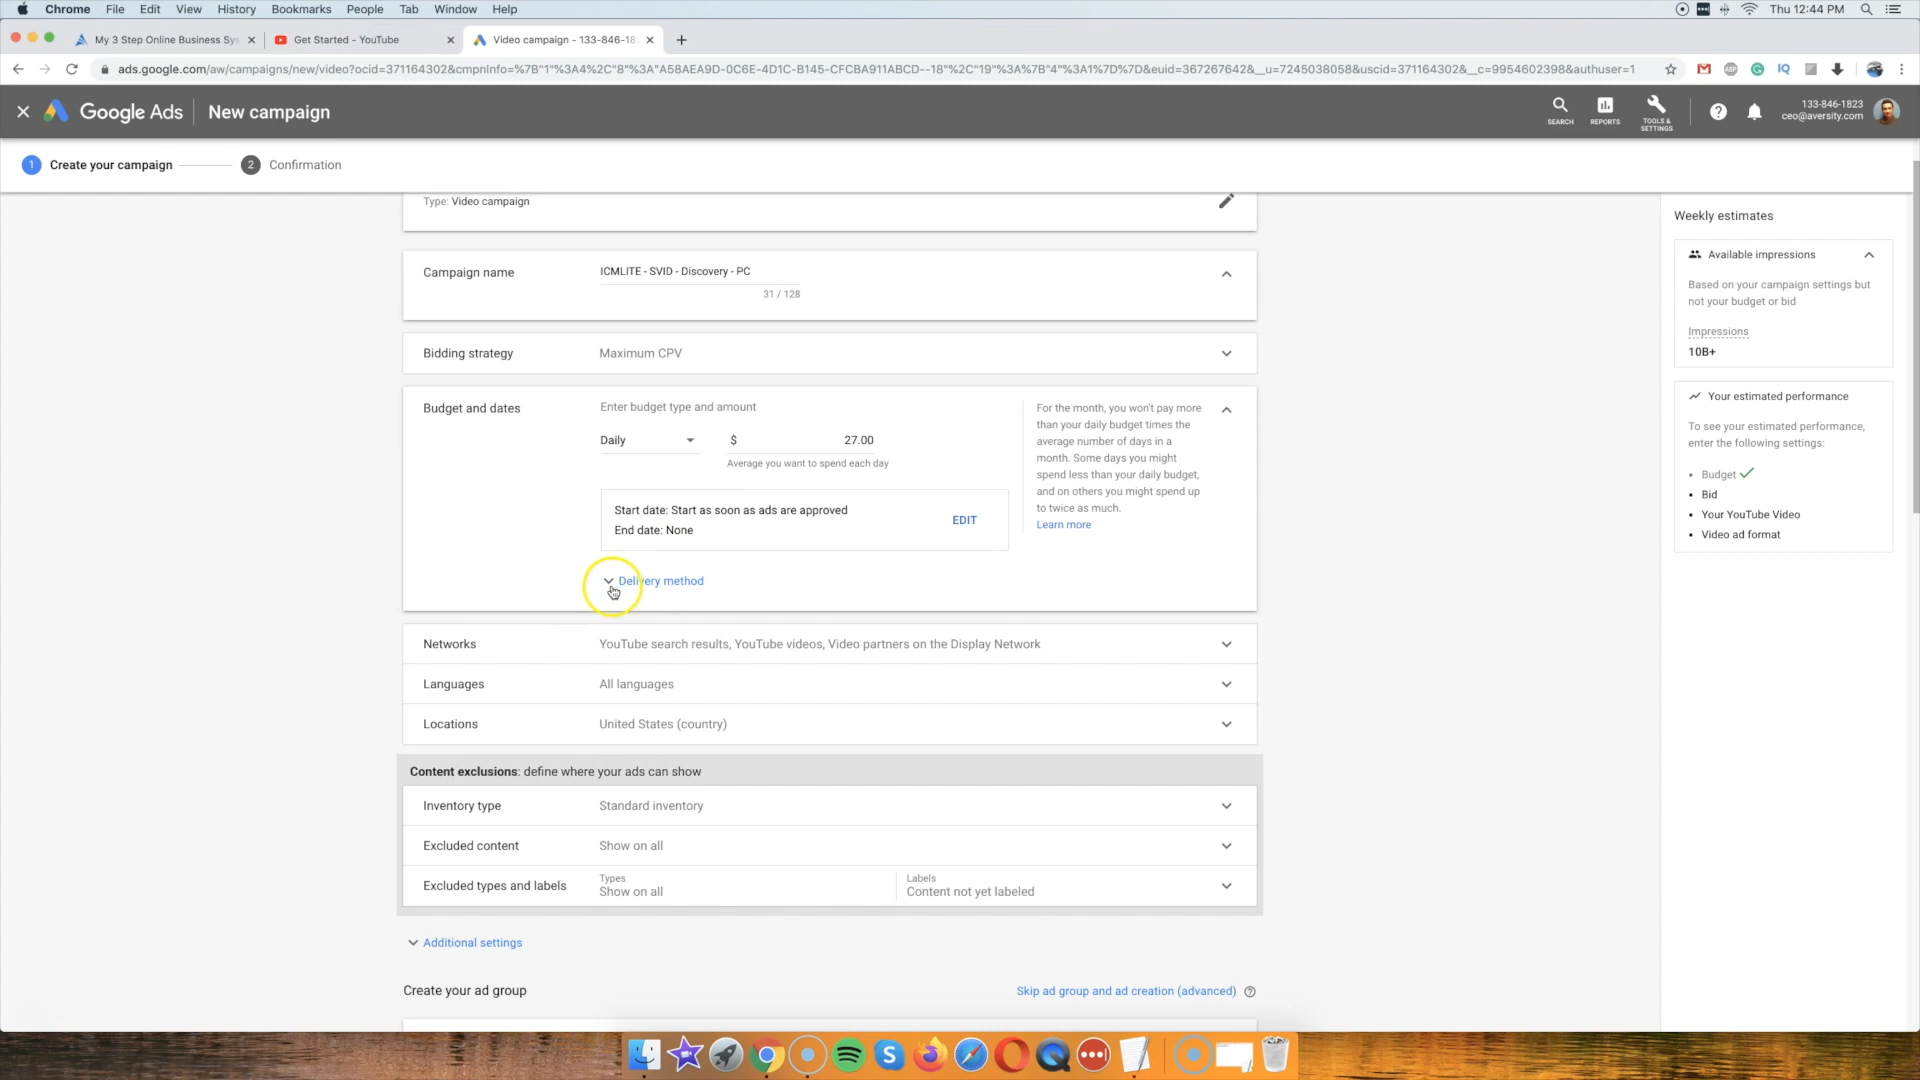 Chrome File Edit View History Bookmarks People Tab Window Help
Thu 12:44 PM
My 3 Step Online Business Sys
Get Started - YouTube
Video campaign - 133-846-18
ads.google.com/aw/campaigns/new/video?ocid=371164302&cmpnInfo=%7B"1"%3A4%2C"8"%3A"A58AEA9D-0C6E-4D1C-B145-CFCBA911ABCD--18"%2C"19"%3A%7B"4"%3A1%7D%7D&euid=367267642&__u=7245038058&uscid=371164302&__c=9954602398&authuser=1
ABP
IQ
Google Ads
New campaign
SEARCH
REPORTS
TOOLS &
SETTINGS
133-846-1823
ceo@aversity.com
1 Create your campaign
2 Confirmation
Type: Video campaign
Campaign name
ICMLITE - SVID - Discovery - PC
31 / 128
Bidding strategy
Maximum CPV
Budget and dates
Enter budget type and amount
Daily
$ 27.00
Average you want to spend each day
Start date: Start as soon as ads are approved
End date: None
EDIT
For the month, you won't pay more
than your daily budget times the
average number of days in a
month. Some days you might
spend less than your daily budget,
and on others you might spend up
to twice as much.
Learn more
Delivery method
Networks
YouTube search results, YouTube videos, Video partners on the Display Network
Languages
All languages
Locations
United States (country)
Content exclusions: define where your ads can show
Inventory type
Standard inventory
Excluded content
Show on all
Excluded types and labels
Types
Show on all
Labels
Content not yet labeled
Additional settings
Create your ad group
Skip ad group and ad creation (advanced)
Weekly estimates
Available impressions
Based on your campaign settings but
not your budget or bid
Impressions
10B+
Your estimated performance
To see your estimated performance,
enter the following settings:
Budget
Bid
Your YouTube Video
Video ad format